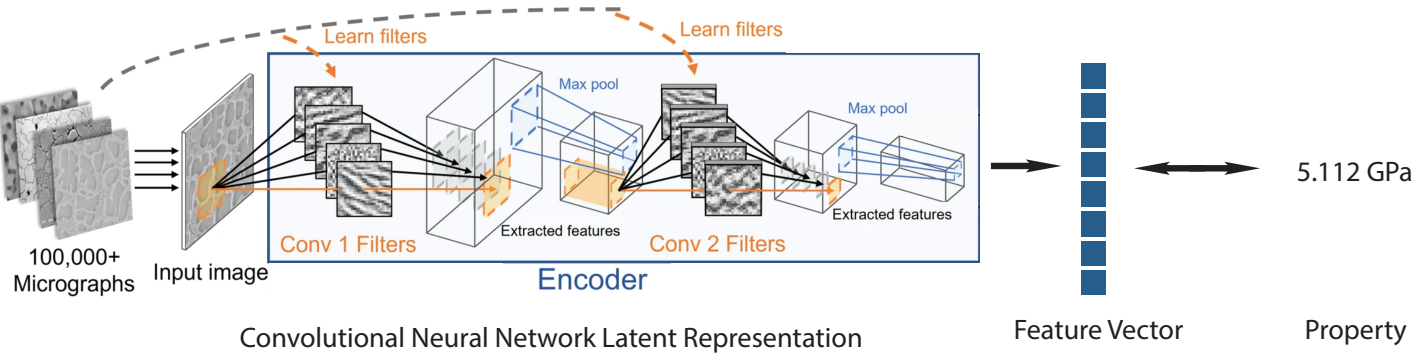 Learn filters
Learn filters
Max pool
Max pool
5.112 GPa
Extracted features
Extracted features
Conv 1 Filters
Conv 2 Filters
100,000+
Micrographs
Input image
Encoder
Convolutional Neural Network Latent Representation
Feature Vector
Property